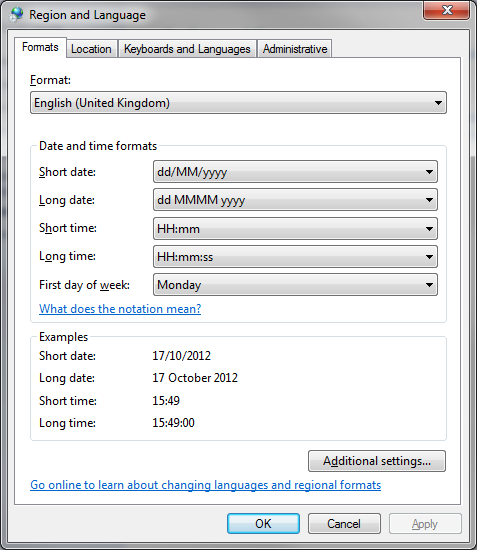 Region and Language
Formats Location Keyboards and Languages Administrative
Format:
English (United Kingdom)
Date and time formats
Short date: dd/MM/yyyy
Long date: dd MMMM yyyy
Short time: HH:mm
Long time: HH:mm:ss
First day of week: Monday
What does the notation mean?
Examples
Short date: 17/10/2012
Long date: 17 October 2012
Short time: 15:49
Long time: 15:49:00
Additional settings...
Go online to learn about changing languages and regional formats
OK Cancel Apply